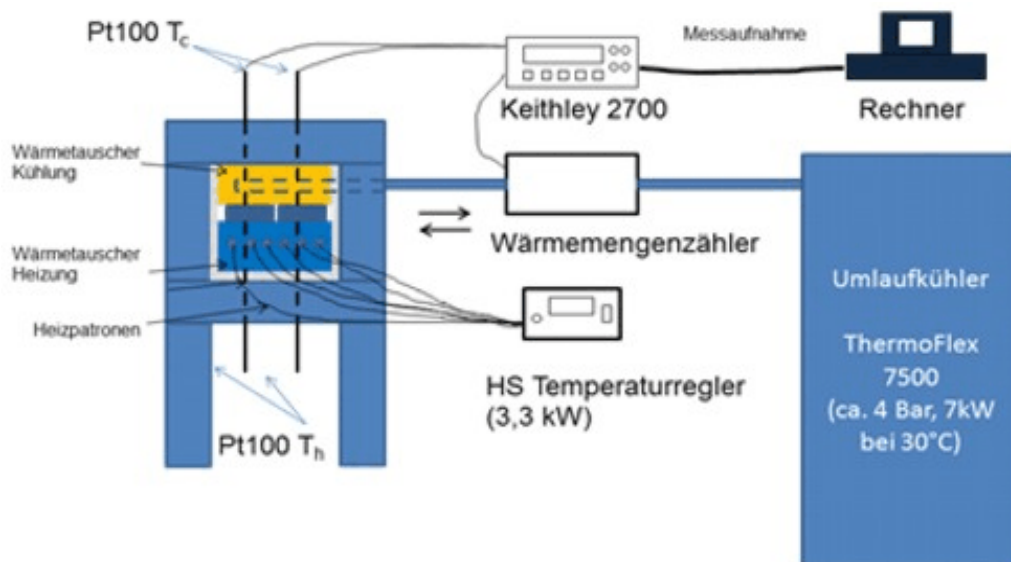 Pt100 Tc
Messaufnahme
Keithley 2700
Rechner
Wärmetauscher
Kühlung
Wärmetauscher
Heizung
Heizpatronen
Wärmemengenzähler
HS Temperaturregler
(3,3 kW)
Pt100 Th
Umlaufkühler
ThermoFlex
7500
(ca. 4 Bar, 7kW
bei 30°C)